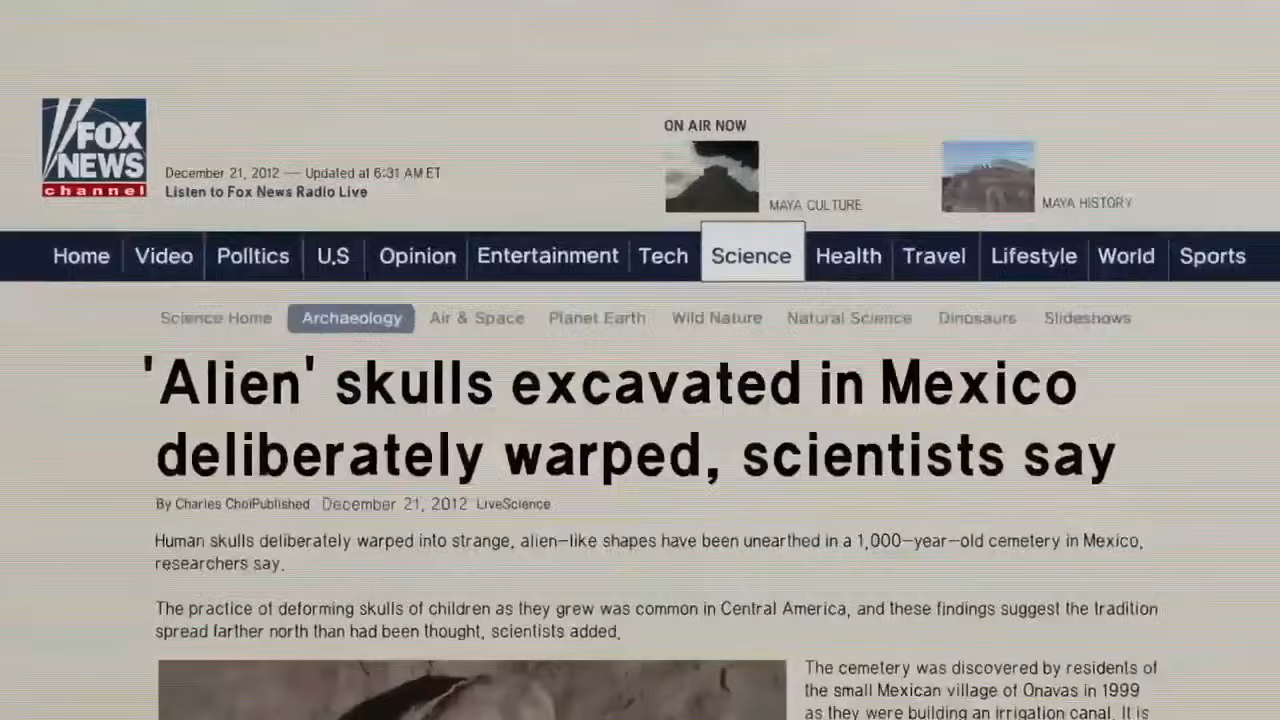 FOX
NEWS
channel
December 21, 2012 — Updated at 6:31 AM ET
Listen to Fox News Radio Live
ON AIR NOW
MAYA CULTURE
MAYA HISTORY
Home Video Polltics U.S Opinion Entertainment Tech Science Health Travel Lifestyle World Sports
Science Home Archaeology Air & Space Planet Earth Wild Nature Natural Science Dinosaurs Slideshows
'Alien' skulls excavated in Mexico
deliberately warped, scientists say
By Charles ChoiPublished December 21, 2012 LiveScience
Human skulls deliberately warped into strange, alien-like shapes have been unearthed in a 1,000-year-old cemetery in Mexico,
researchers say.
The practice of deforming skulls of children as they grew was common in Central America, and these findings suggest the tradition
spread farther north than had been thought, scientists added.
The cemetery was discovered by residents of
the small Mexican village of Onavas in 1999
as they were building an irrigation canal. It is